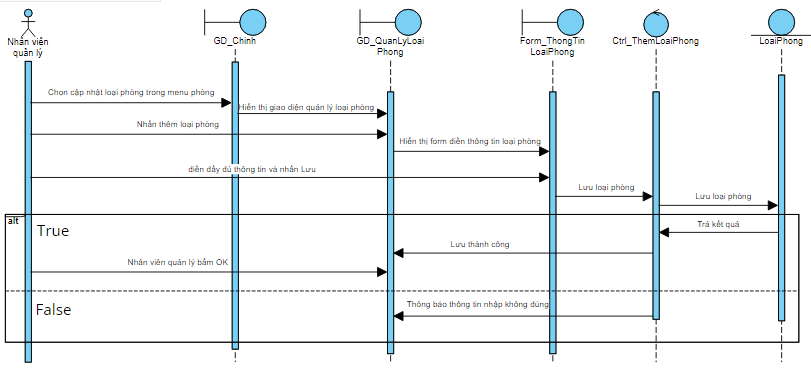 Nhân viên
quản lý
GD_Chinh
GD_QuanLyLoai
Phong
Form_ThongTin
LoaiPhong
Ctrl_ThemLoaiPhong
LoaiPhong
Chọn cập nhật loại phòng trong menu phòng
Hiển thị giao diện quản lý loại phòng
Nhấn thêm loại phòng
Hiển thị form điền thông tin loại phòng
điền đầy đủ thông tin và nhấn Lưu
Lưu loại phòng
Lưu loại phòng
alt
True
Trả kết quả
Lưu thành công
Nhân viên quản lý bấm OK
False
Thông báo thông tin nhập không đúng